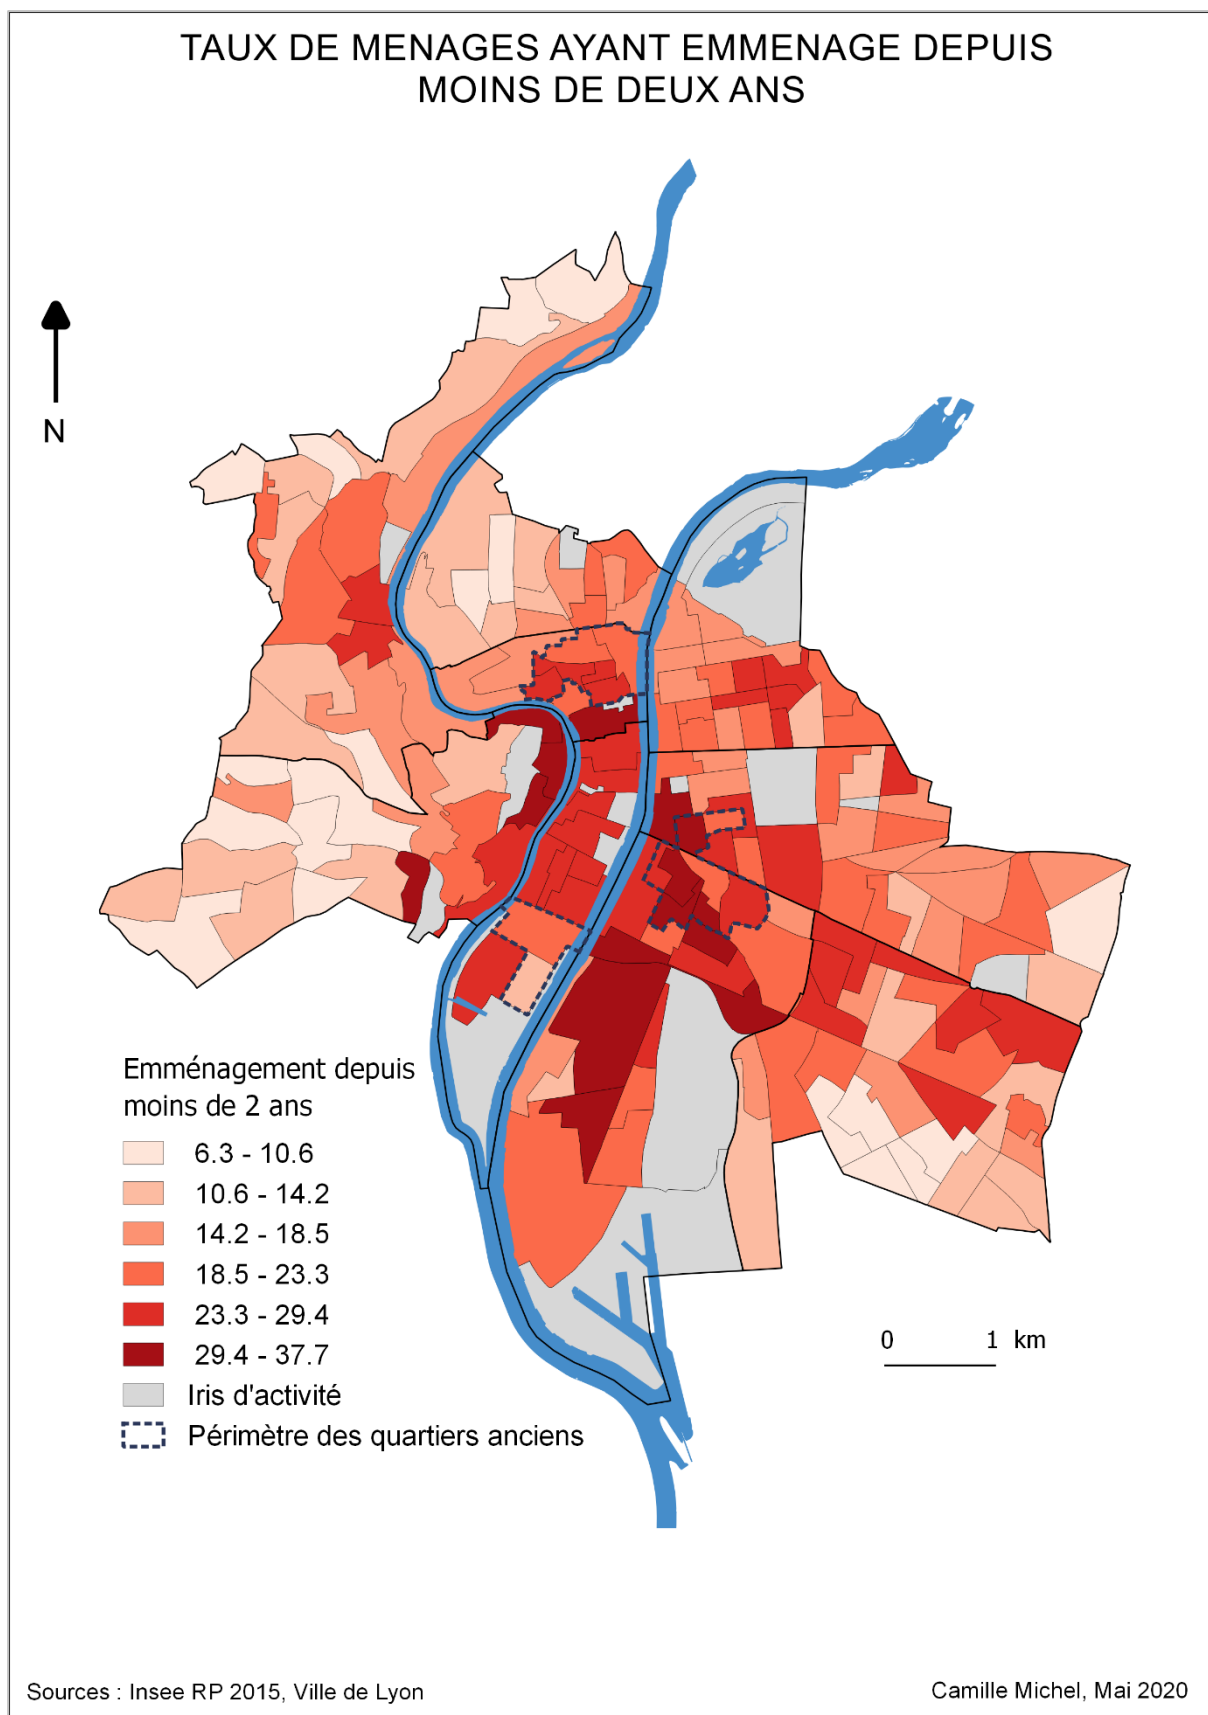 TAUX DE MENAGES AYANT EMMENAGE DEPUIS
MOINS DE DEUX ANS
N
Emménagement depuis
moins de 2 ans
6.3 - 10.6
10.6 - 14.2
14.2 - 18.5
18.5 - 23.3
23.3 - 29.4
29.4 - 37.7
Iris d'activité
Périmètre des quartiers anciens
0 1 km
Sources : Insee RP 2015, Ville de Lyon
Camille Michel, Mai 2020